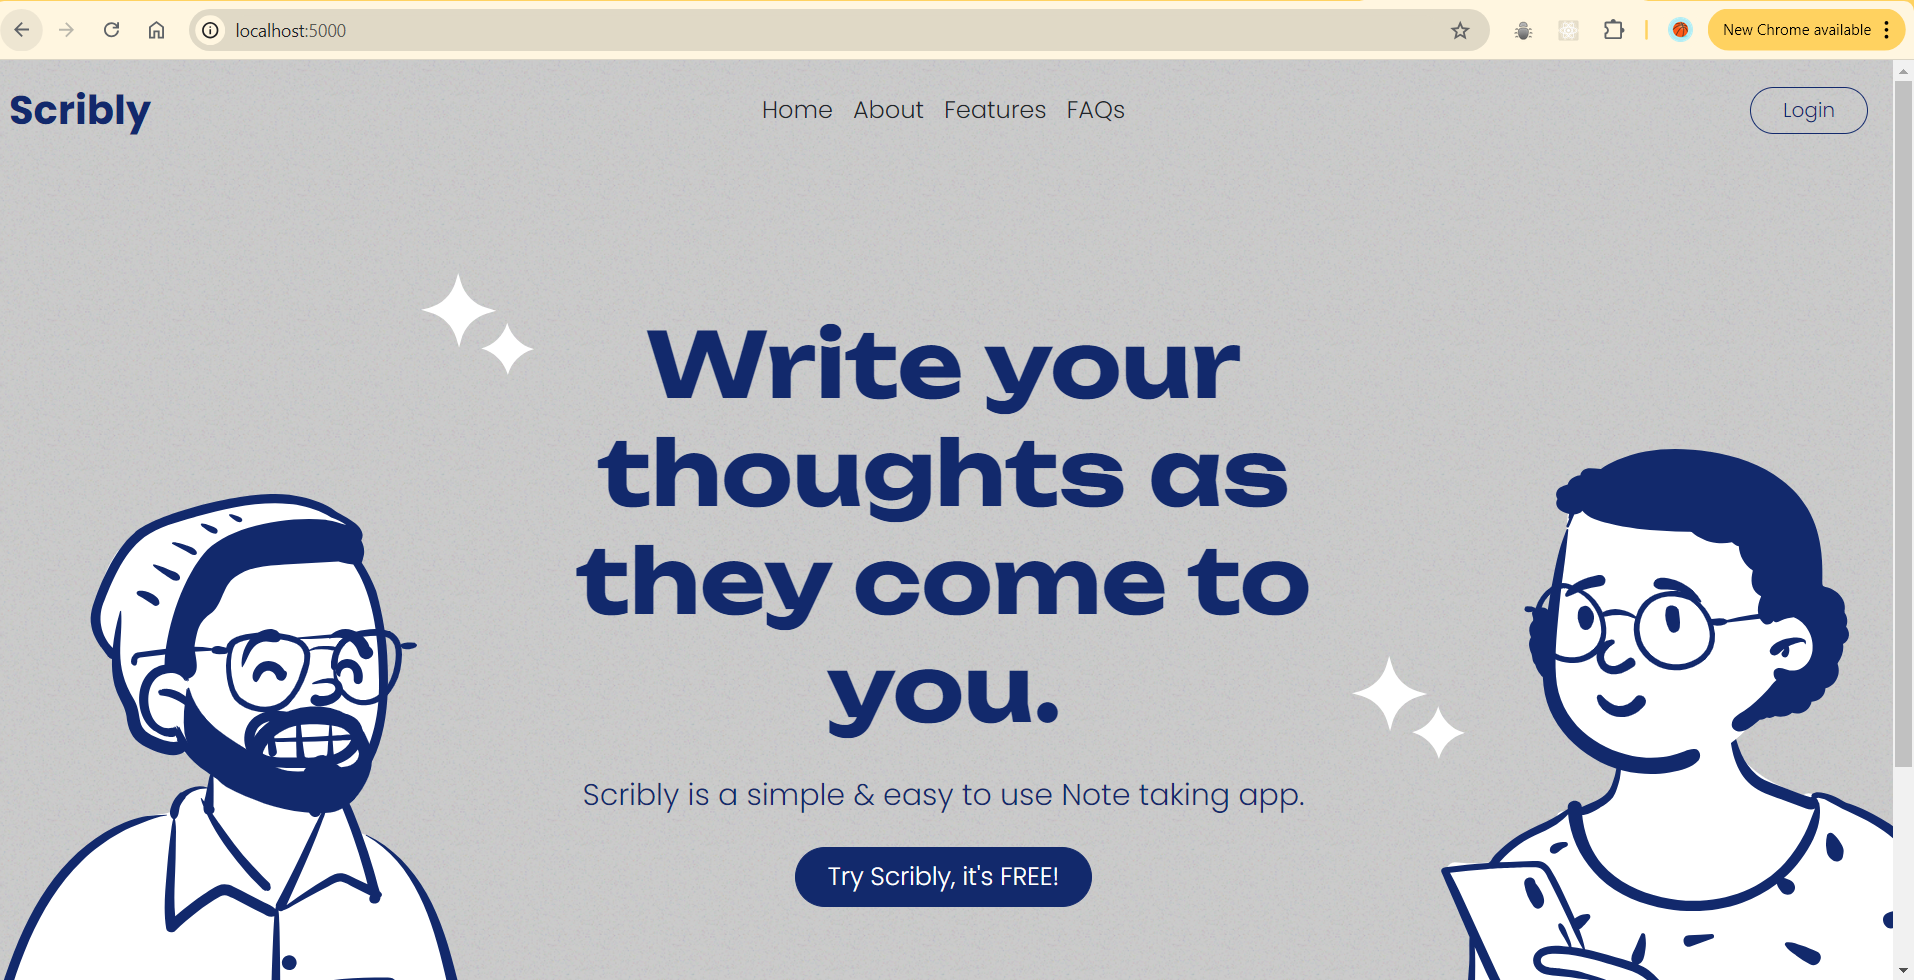 localhost:5000
New Chrome available
Scribly
Home About Features FAQs
Login
Write your
thoughts as
they come to
you.
Scribly is a simple & easy to use Note taking app.
Try Scribly, it's FREE!